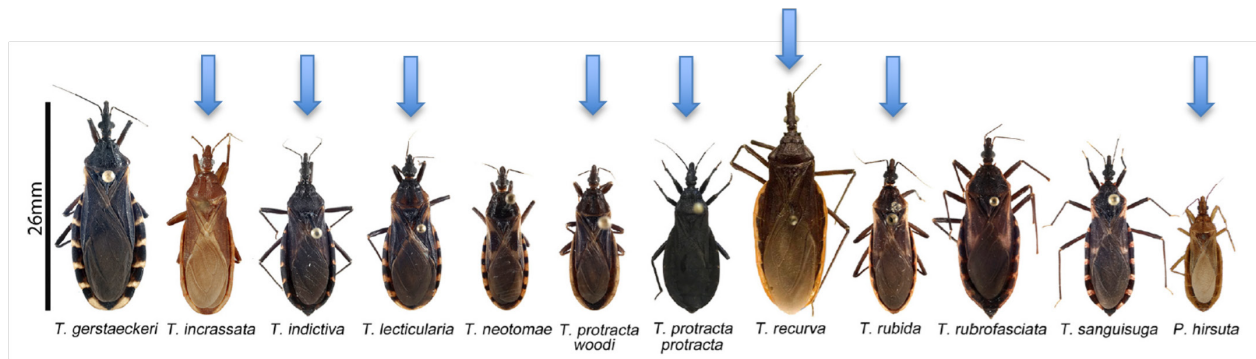 26mm
T. gerstaeckeri
T. incrassata
T. indictiva
T. lecticularia
T. neotomae
T. protracta
woodi
T. protracta
protracta
T. recurva
T. rubida
T. rubrofasciata
T. sanguisuga
P. hirsuta